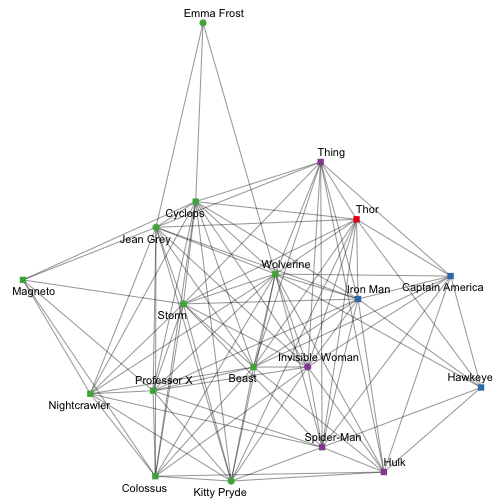 Emma Frost
Thing
Thor
Cyclops
Jean Grey
Wolverine
Magneto
Iron Man
Captain America
Storm
Invisible Woman
Professor X
Beast
Hawkeye
Nightcrawler
Spider-Man
Hulk
Colossus
Kitty Pryde